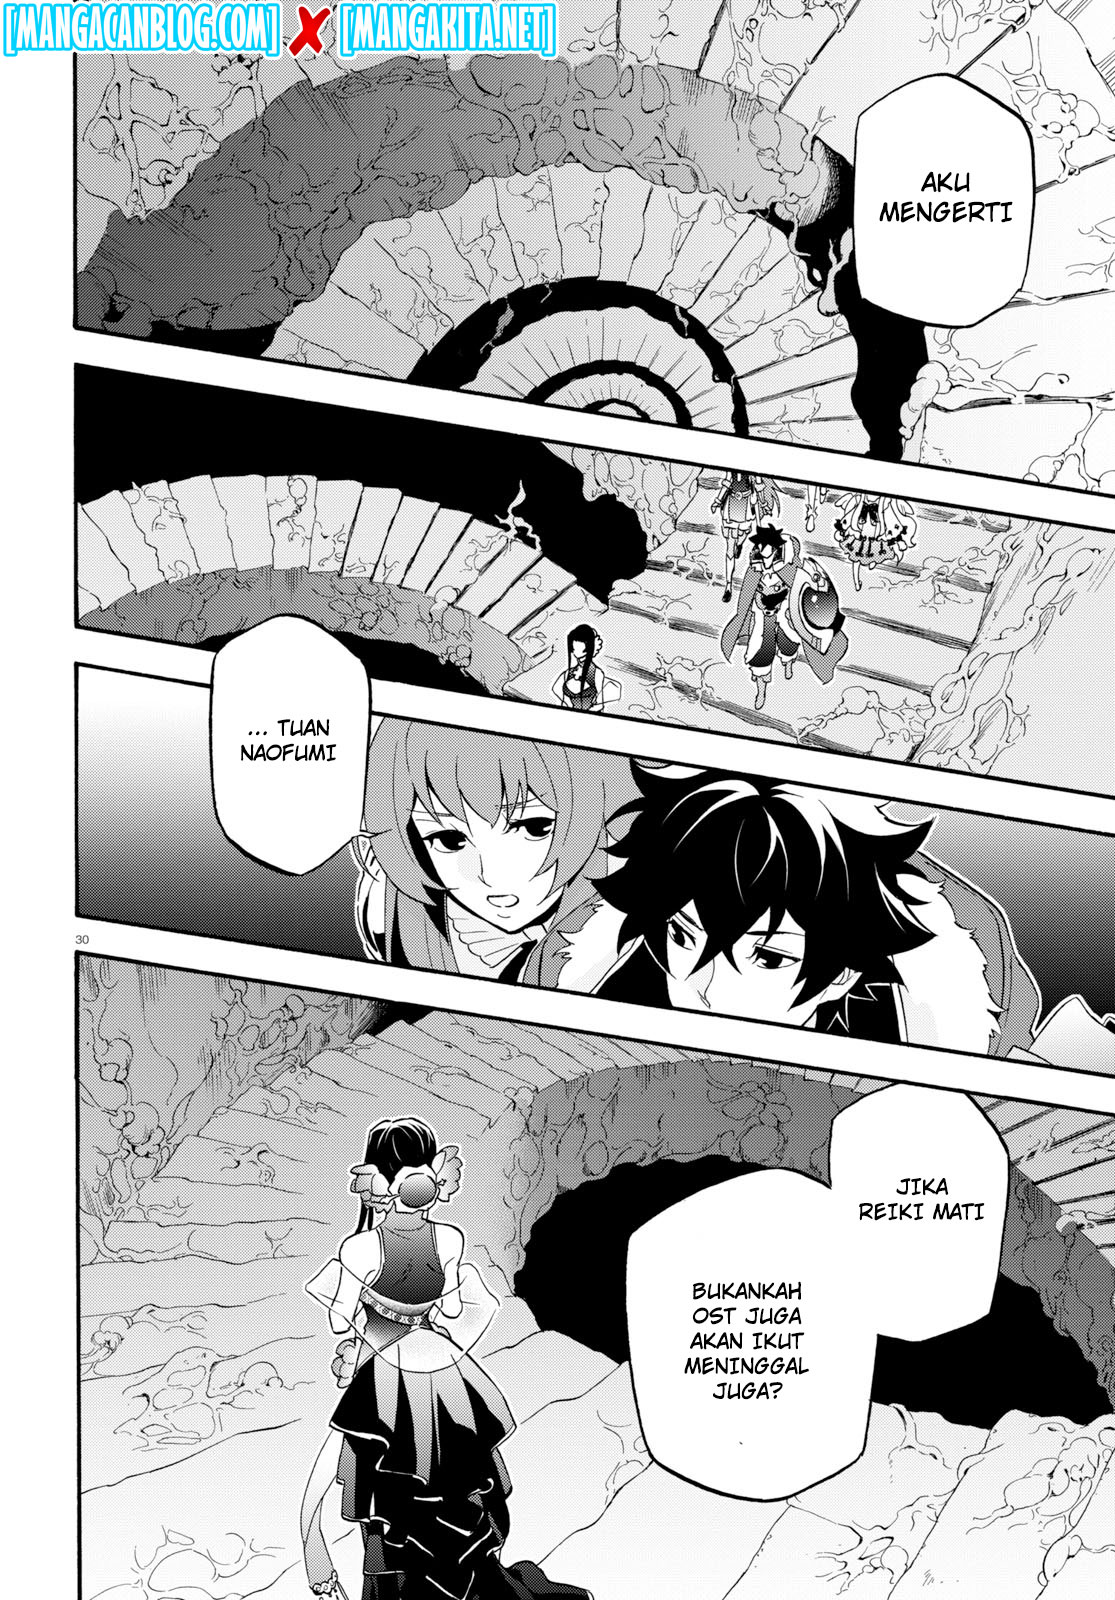 [MANGACANBLOG.COM] X [MANGAKITA.NET]
AKU
MENGERTI
... TUAN
NAOFUMI
30
JIKA
REIKI MATI
BUKANKAH
OST JUGA
AKAN IKUT
MENINGGAL
JUGA?